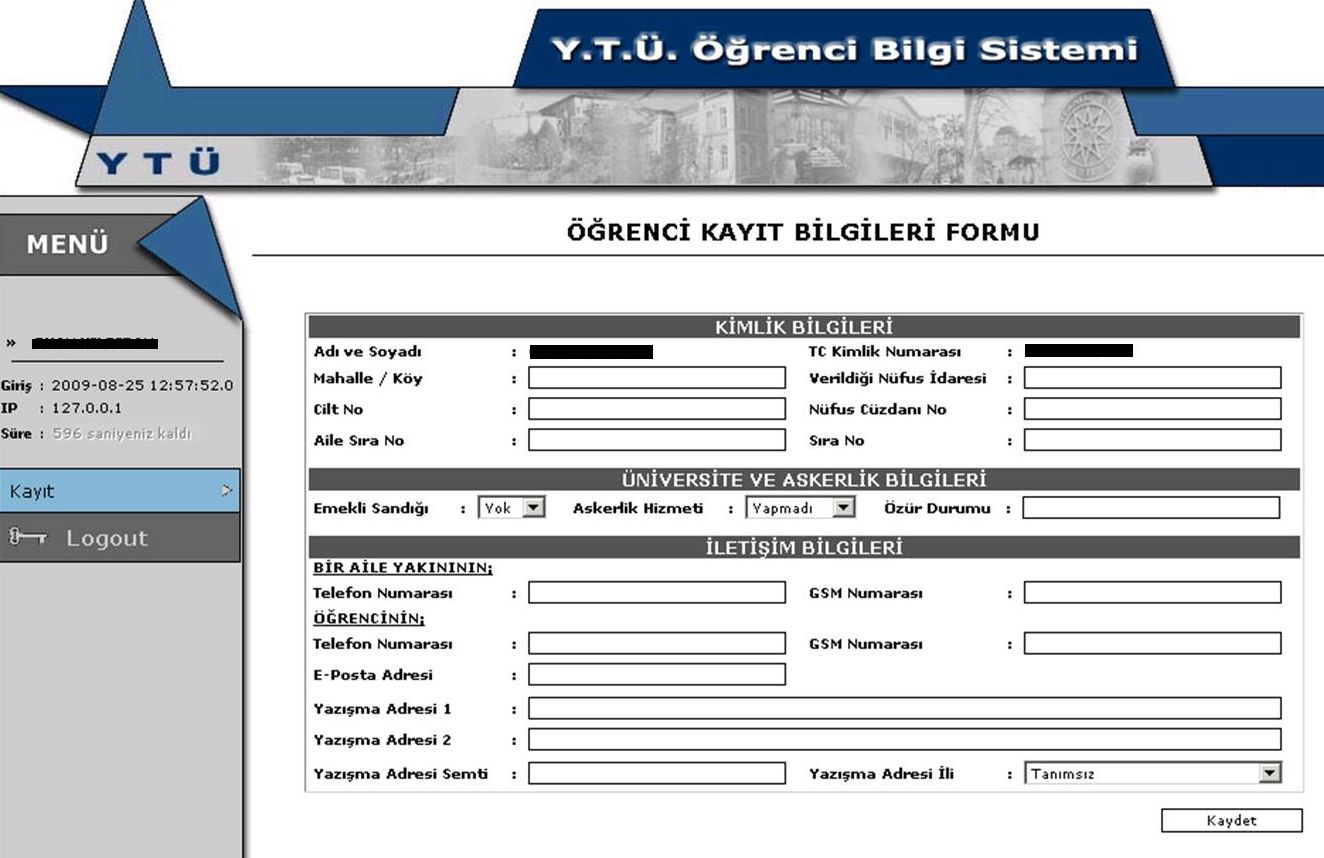 Y.T.Ü. Öğrenci Bilgi Sistemi
Y T Ü
MENÜ
»
Giriş : 2009-08-25 12:57:52.0
IP : 127.0.0.1
Süre : 596 saniyeniz kaldı
Kayıt
Logout
ÖĞRENCİ KAYIT BİLGİLERİ FORMU
KİMLİK BİLGİLERİ
Adı ve Soyadı : TC Kimlik Numarası :
Mahalle / Köy : Verildiği Nüfus İdaresi :
Cilt No : Nüfus Cüzdanı No :
Aile Sıra No : Sıra No :
ÜNİVERSİTE VE ASKERLİK BİLGİLERİ
Emekli Sandığı : Yok Askerlik Hizmeti : Yapmadı Özür Durumu :
İLETİŞİM BİLGİLERİ
BİR AİLE YAKINININ;
Telefon Numarası : GSM Numarası :
ÖĞRENCİNİN;
Telefon Numarası : GSM Numarası :
E-Posta Adresi :
Yazışma Adresi 1 :
Yazışma Adresi 2 :
Yazışma Adresi Semti : Yazışma Adresi İli : Tanımsız
Kaydet